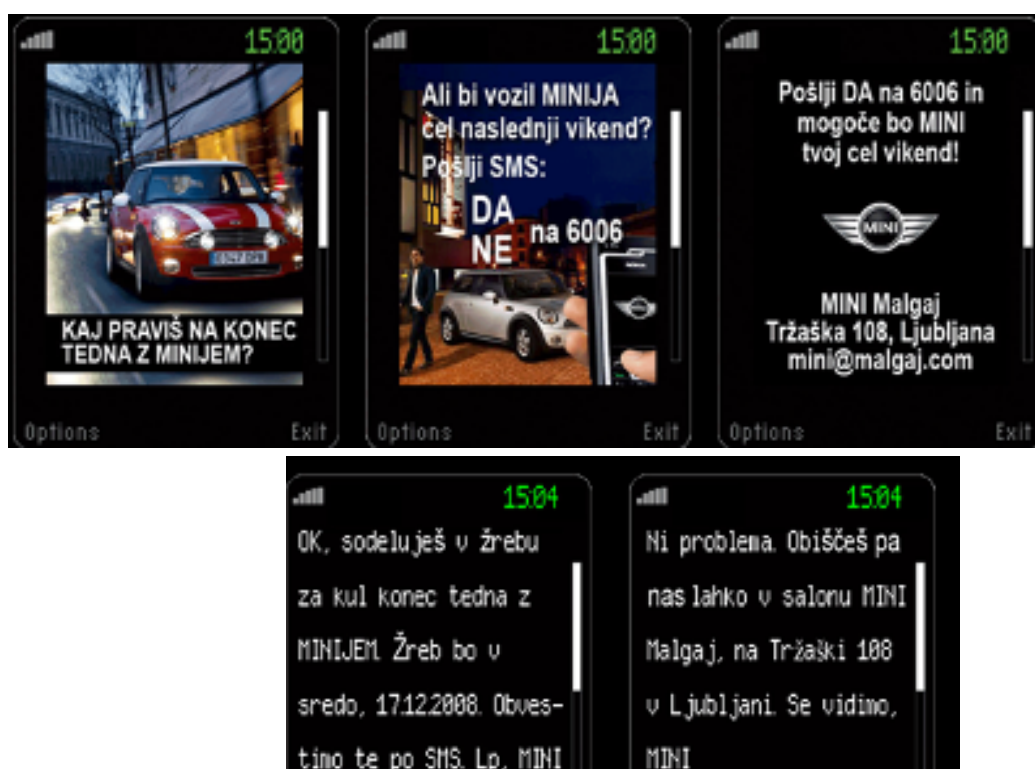 15:00
KAJ PRAVIŠ NA KONEC
TEDNA Z MINIJEM?
Options Exit
15:00
Ali bi vozil MINIJA
cel naslednji vikend?
Pošlji SMS:
DA
NE na 6006
Options Exit
15:00
Pošlji DA na 6006 in
mogoče bo MINI
tvoj cel vikend!
MINI
MINI Malgaj
Tržaška 108, Ljubljana
mini@malgaj.com
Options Exit
15:04
OK, sodeluješ v žrebu
za kul konec tedna z
MINIJEM. Žreb bo v
sredo, 17.12.2008. Obves-
timo te po SMS. Lp, MINI
15:04
Ni problema. Obiščeš pa
nas lahko v salonu MINI
Malgaj, na Tržaški 108
v Ljubljani. Se vidimo,
MINI